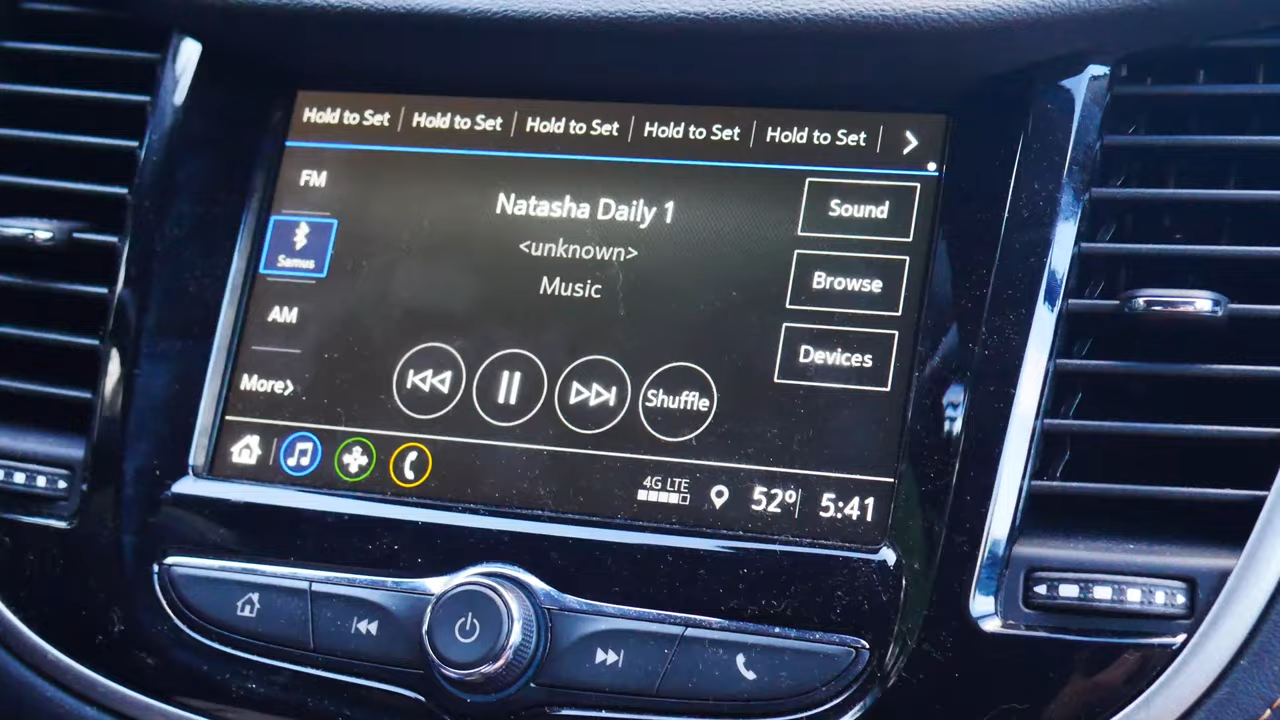 Hold to Set Hold to Set Hold to Set Hold to Set Hold to Set
FM
Natasha Daily 1
Sound
<unknown>
Samus
Browse
Music
AM
Devices
More
Shuffle
4G LTE
52° 5:41